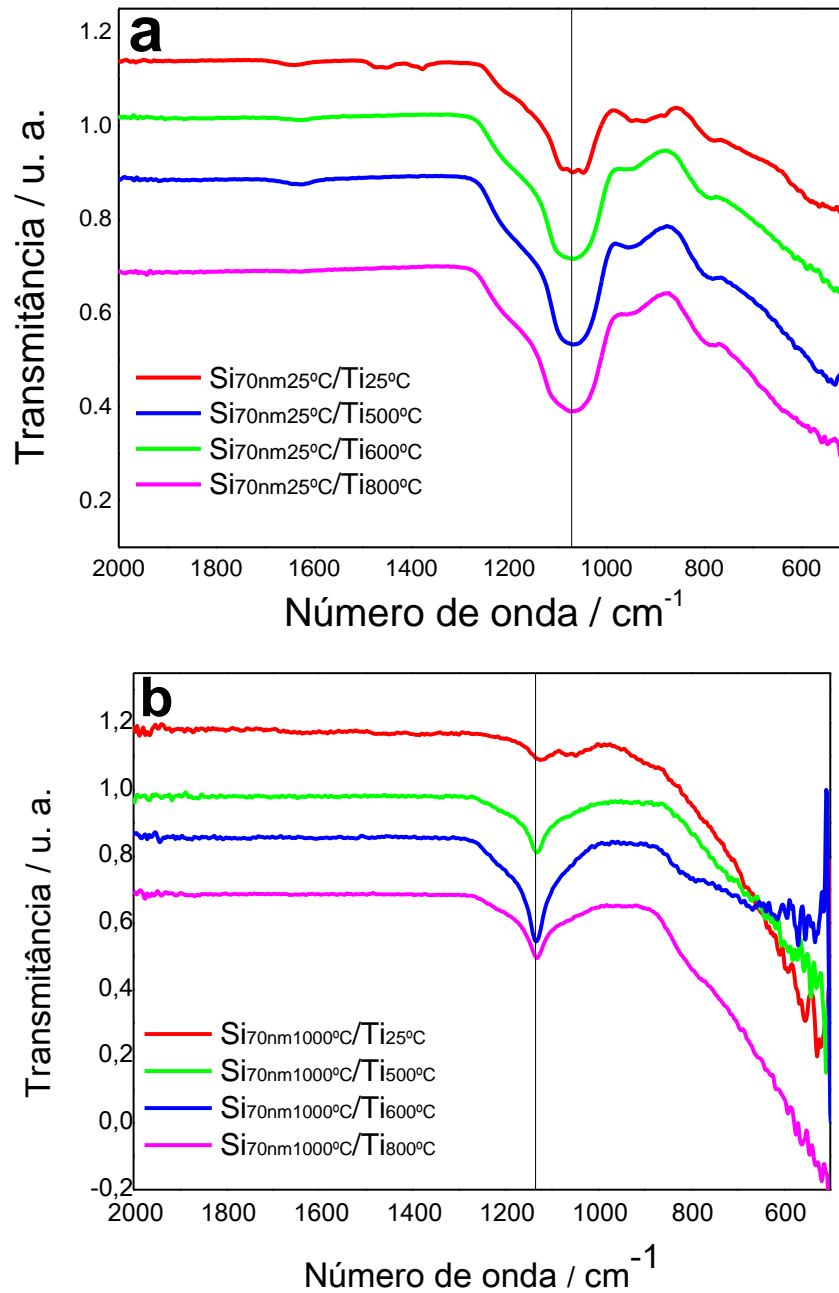 a
1.2
1.0
0.8
0.6
0.4
0.2
Transmitância / u. a.
Si70nm25ºC/Ti25ºC
Si70nm25ºC/Ti500ºC
Si70nm25ºC/Ti600ºC
Si70nm25ºC/Ti800ºC
2000 1800 1600 1400 1200 1000 800 600
Número de onda / cm-1
b
1,2
1,0
0,8
0,6
0,4
0,2
0,0
-0,2
Transmitância / u. a.
Si70nm1000ºC/Ti25ºC
Si70nm1000ºC/Ti500ºC
Si70nm1000ºC/Ti600ºC
Si70nm1000ºC/Ti800ºC
2000 1800 1600 1400 1200 1000 800 600
Número de onda / cm-1